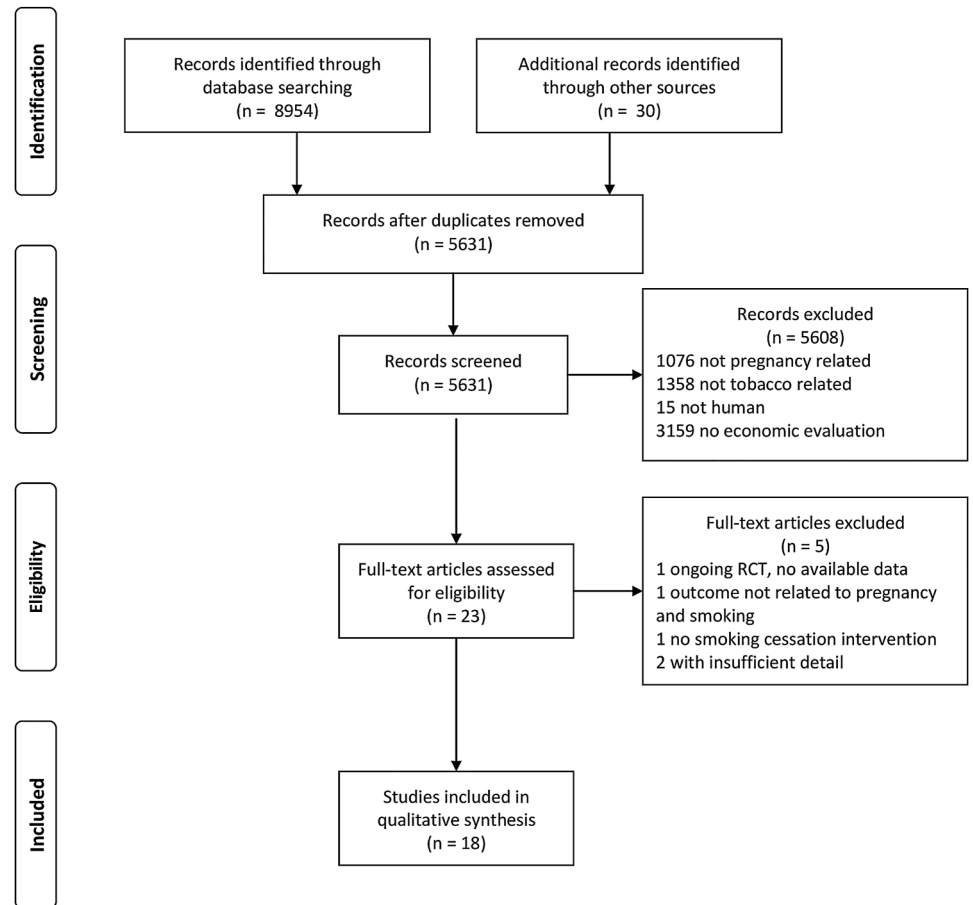 Identification
Records identified through
database searching
(n = 8954)
Additional records identified
through other sources
(n = 30)
Records after duplicates removed
(n = 5631)
Screening
Records screened
(n = 5631)
Records excluded
(n = 5608)
1076 not pregnancy related
1358 not tobacco related
15 not human
3159 no economic evaluation
Eligibility
Full-text articles assessed
for eligibility
(n = 23)
Full-text articles excluded
(n = 5)
1 ongoing RCT, no available data
1 outcome not related to pregnancy
and smoking
1 no smoking cessation intervention
2 with insufficient detail
Included
Studies included in
qualitative synthesis
(n = 18)